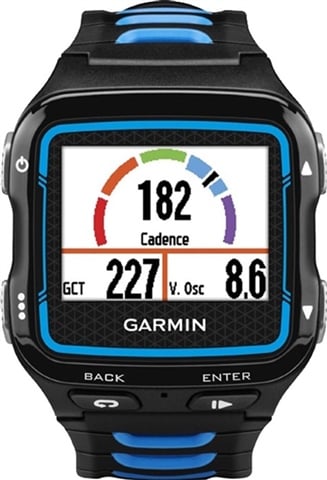 182
Cadence
GCT 227 V. Osc 8.6
GARMIN
BACK ENTER